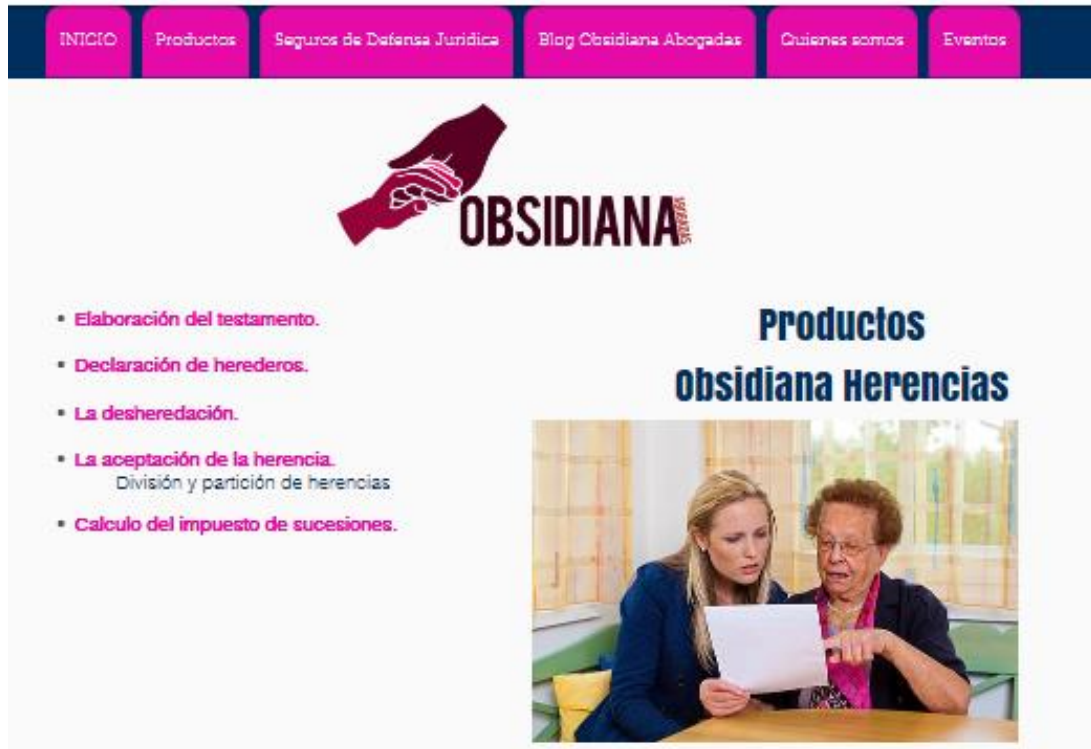 INICIO
Productos
Seguros de Defensa Juridica
Blog Obsidiana Abogadas
Quienes somos
Eventos
OBSIDIANA
ABOGADAS
Elaboración del testamento.
Declaración de herederos.
La desheredación.
La aceptación de la herencia.
División y partición de herencias
Calculo del impuesto de sucesiones.
Productos
Obsidiana Herencias